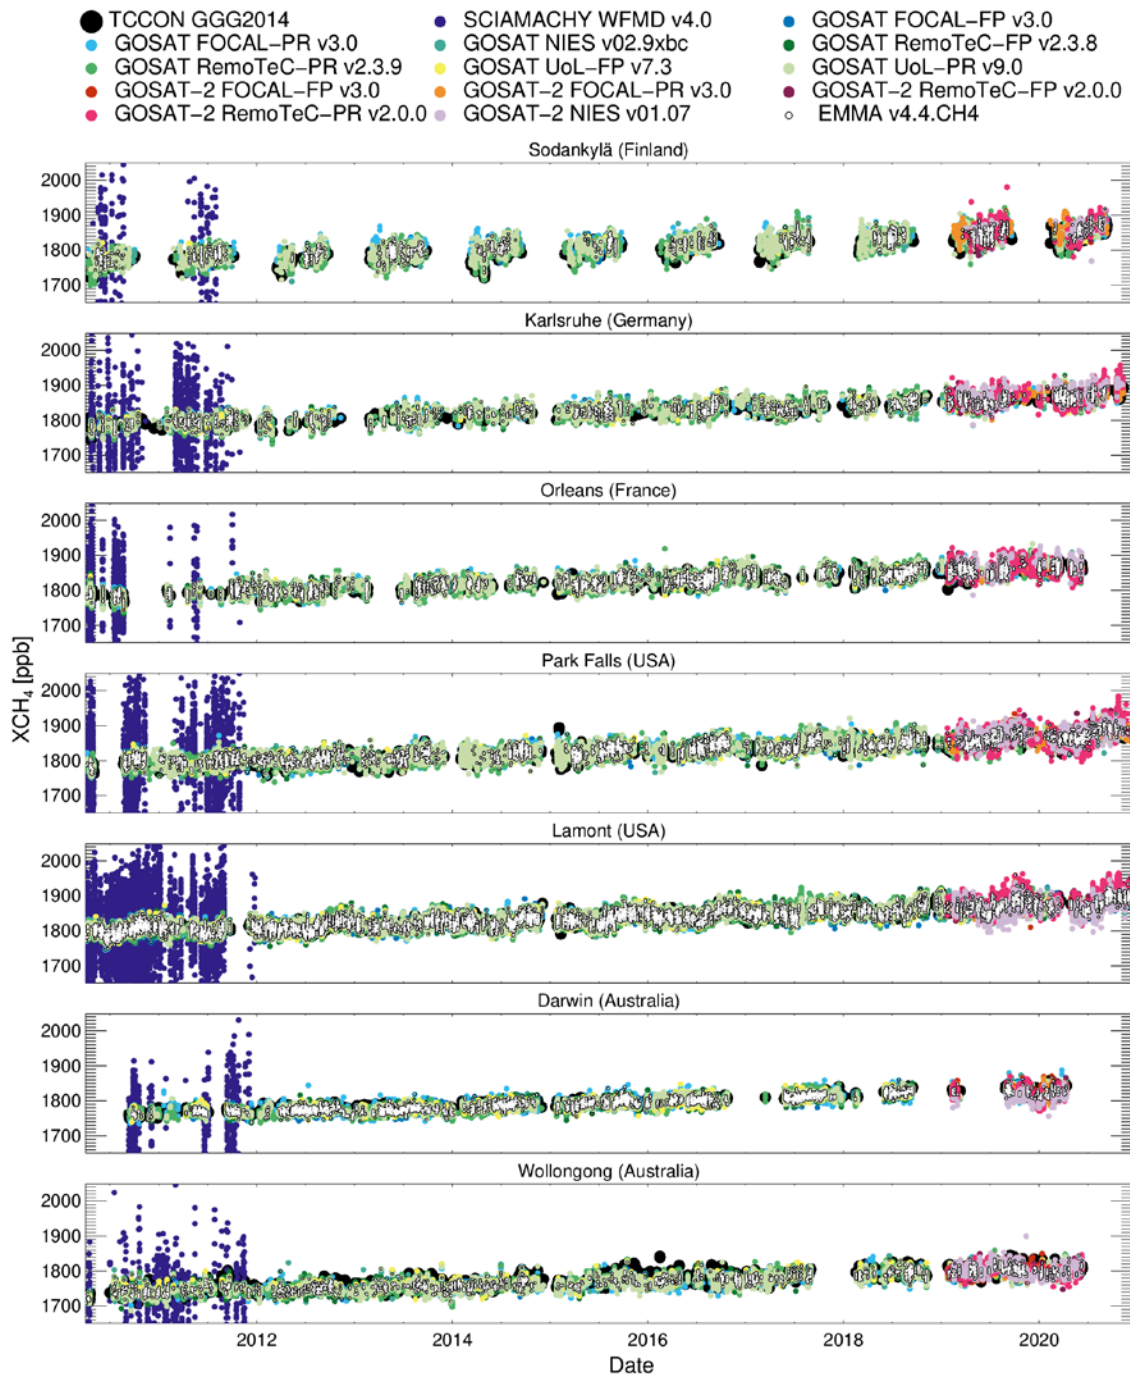 TCCON GGG2014 SCIAMACHY WFMD v4.0 GOSAT FOCAL-FP v3.0
GOSAT FOCAL-PR v3.0 GOSAT NIES v02.9xbc GOSAT RemoTeC-FP v2.3.8
GOSAT RemoTeC-PR v2.3.9 GOSAT UoL-FP v7.3 GOSAT UoL-PR v9.0
GOSAT-2 FOCAL-FP v3.0 GOSAT-2 FOCAL-PR v3.0 GOSAT-2 RemoTeC-FP v2.0.0
GOSAT-2 RemoTeC-PR v2.0.0 GOSAT-2 NIES v01.07 EMMA v4.4.CH4
Sodankylä (Finland)
2000
1900
1800
1700
Karlsruhe (Germany)
2000
1900
1800
1700
Orleans (France)
2000
1900
1800
1700
XCH₄ [ppb]
Park Falls (USA)
2000
1900
1800
1700
Lamont (USA)
2000
1900
1800
1700
Darwin (Australia)
2000
1900
1800
1700
Wollongong (Australia)
2000
1900
1800
1700
2012 2014 2016 2018 2020
Date